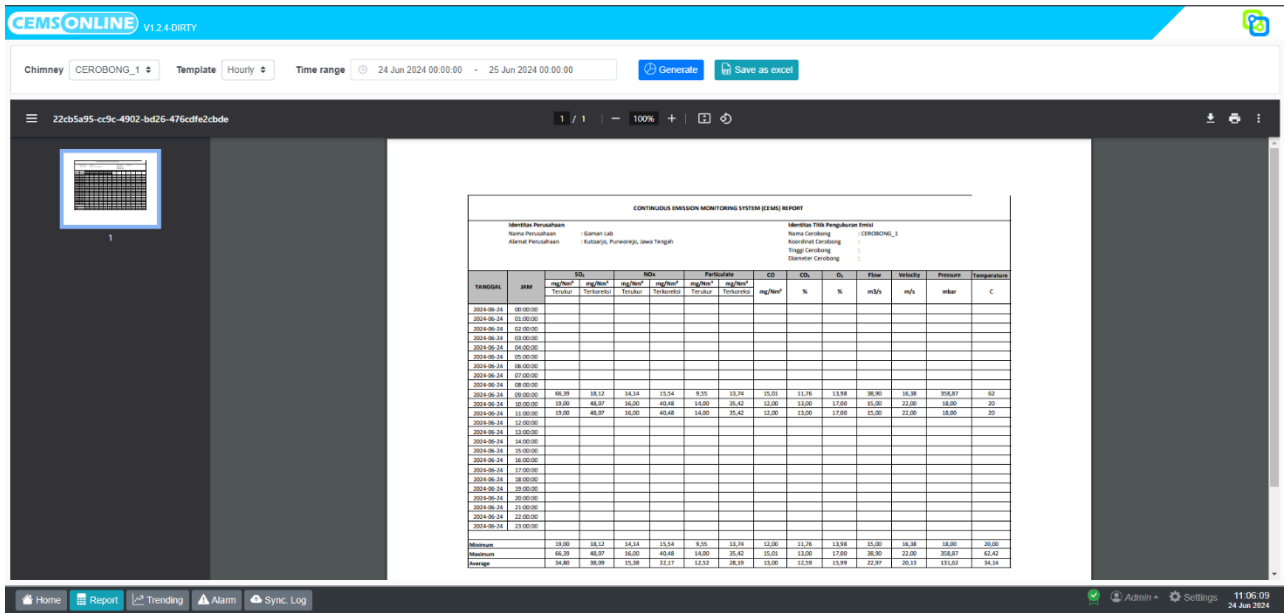 CEMSONLINE V1.2.4-DIRTY
Chimney CEROBONG_1 Template Hourly Time range 24 Jun 2024 00:00:00 - 25 Jun 2024 00:00:00 Generate Save as excel
22cb5a95-cc9c-4902-bd26-476cdfe2cbde 1 / 1 — 100% +
1
CONTINUOUS EMISSION MONITORING SYSTEM (CEMS) REPORT
Identitas Perusahaan Identitas Titik Pengukuran Emisi
Nama Perusahaan : Gaman Lab Nama Cerobong : CEROBONG_1
Alamat Perusahaan : Kutoarjo, Purworejo, Jawa Tengah Koordinat Cerobong :
Tinggi Cerobong :
Diameter Cerobong :
TANGGAL JAM SO₂ NOx Particulate CO CO₂ O₂ Flow Velocity Pressure Temperature
mg/Nm³ mg/Nm³ mg/Nm³ mg/Nm³ mg/Nm³ mg/Nm³ mg/Nm³ % % m3/s m/s mbar C
Terukur Terkoreksi Terukur Terkoreksi Terukur Terkoreksi
2024-06-24 00:00:00
2024-06-24 01:00:00
2024-06-24 02:00:00
2024-06-24 03:00:00
2024-06-24 04:00:00
2024-06-24 05:00:00
2024-06-24 06:00:00
2024-06-24 07:00:00
2024-06-24 08:00:00
2024-06-24 09:00:00 66,39 18,12 14,14 15,54 9,55 13,74 15,01 11,76 13,98 38,90 16,38 358,87 62
2024-06-24 10:00:00 19,00 48,07 16,00 40,48 14,00 35,42 12,00 13,00 17,00 15,00 22,00 18,00 20
2024-06-24 11:00:00 19,00 48,07 16,00 40,48 14,00 35,42 12,00 13,00 17,00 15,00 22,00 18,00 20
2024-06-24 12:00:00
2024-06-24 13:00:00
2024-06-24 14:00:00
2024-06-24 15:00:00
2024-06-24 16:00:00
2024-06-24 17:00:00
2024-06-24 18:00:00
2024-06-24 19:00:00
2024-06-24 20:00:00
2024-06-24 21:00:00
2024-06-24 22:00:00
2024-06-24 23:00:00
Minimum 19,00 18,12 14,14 15,54 9,55 13,74 12,00 11,76 13,98 15,00 16,38 18,00 20,00
Maximum 66,39 48,07 16,00 40,48 14,00 35,42 15,01 13,00 17,00 38,90 22,00 358,87 62,42
Average 34,80 38,09 15,38 32,17 12,52 28,19 13,00 12,59 15,99 22,97 20,13 131,62 34,14
Home Report Trending Alarm Sync. Log Admin Settings 11:06:09
24 Jun 2024